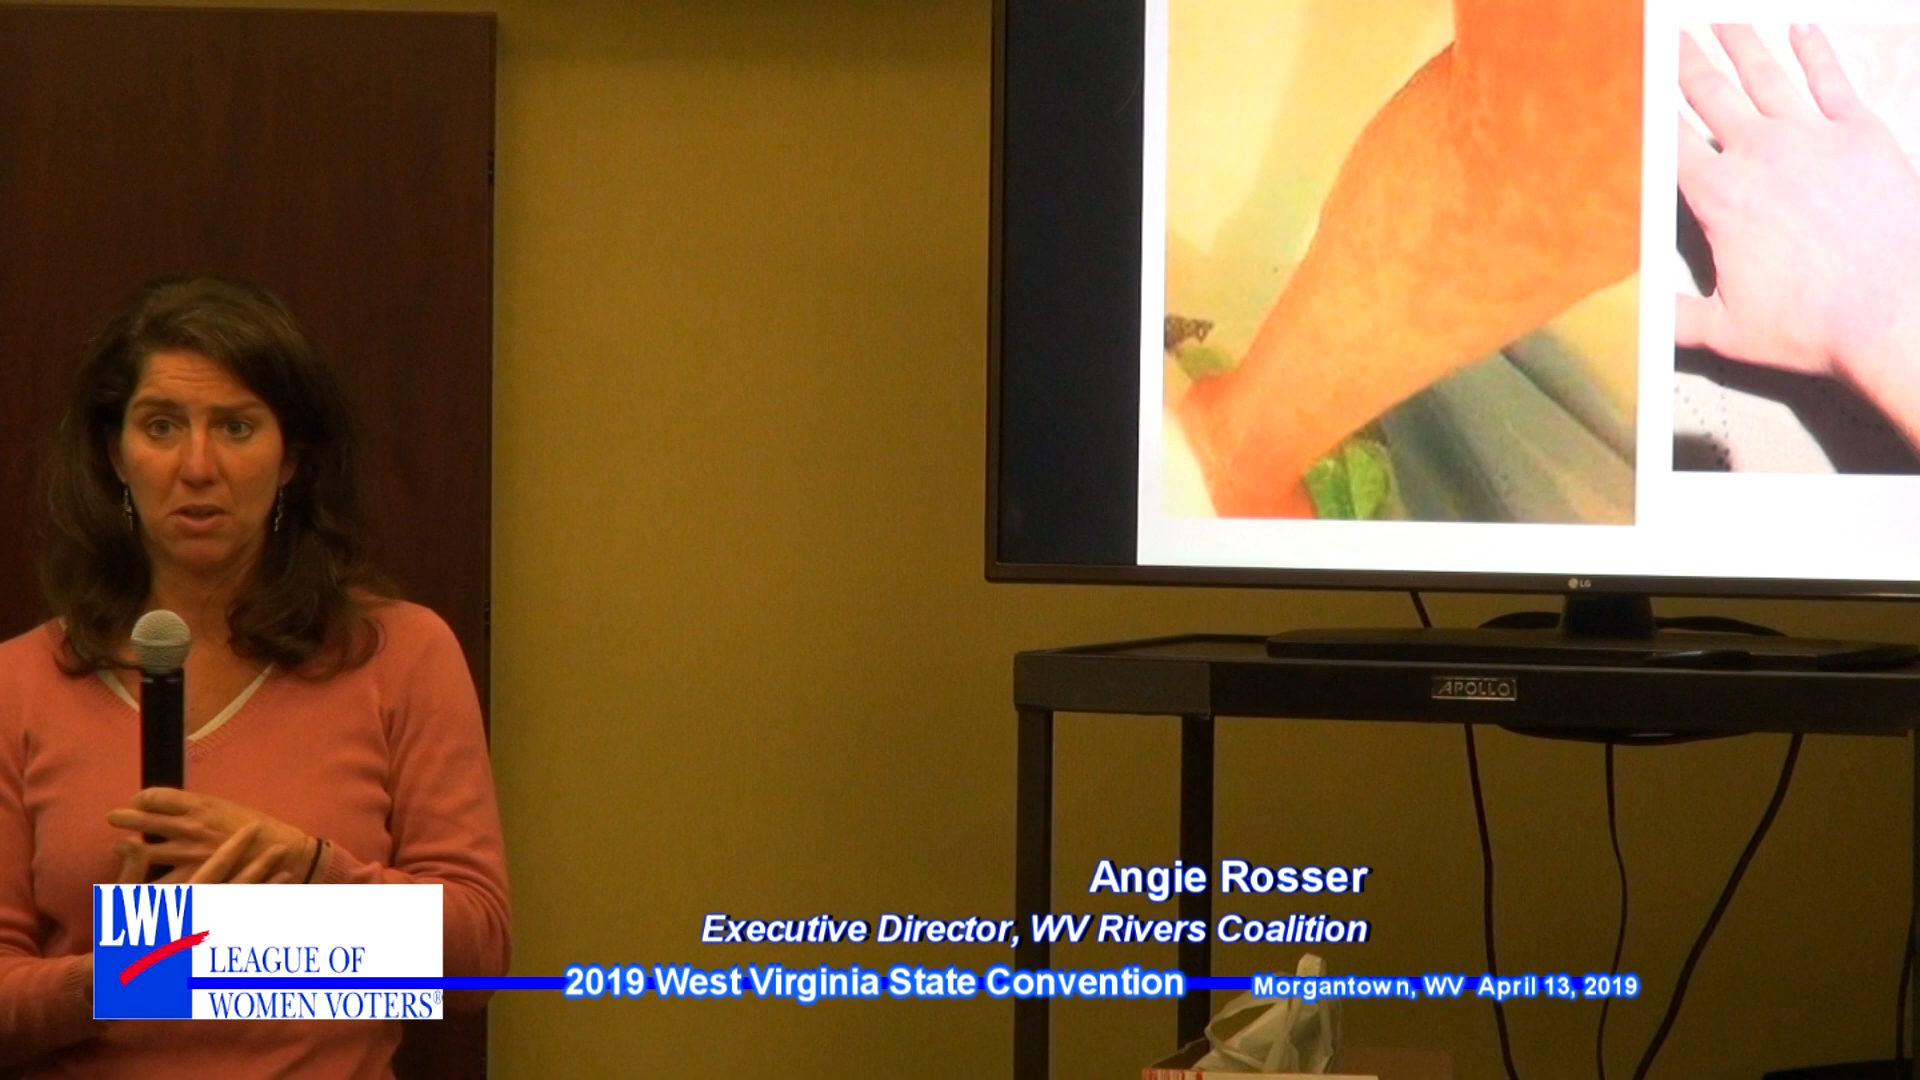 LG
APOLLO
Angie Rosser
Executive Director, WV Rivers Coalition
LWV
LEAGUE OF
WOMEN VOTERS®
2019 West Virginia State Convention
Morgantown, WV April 13, 2019